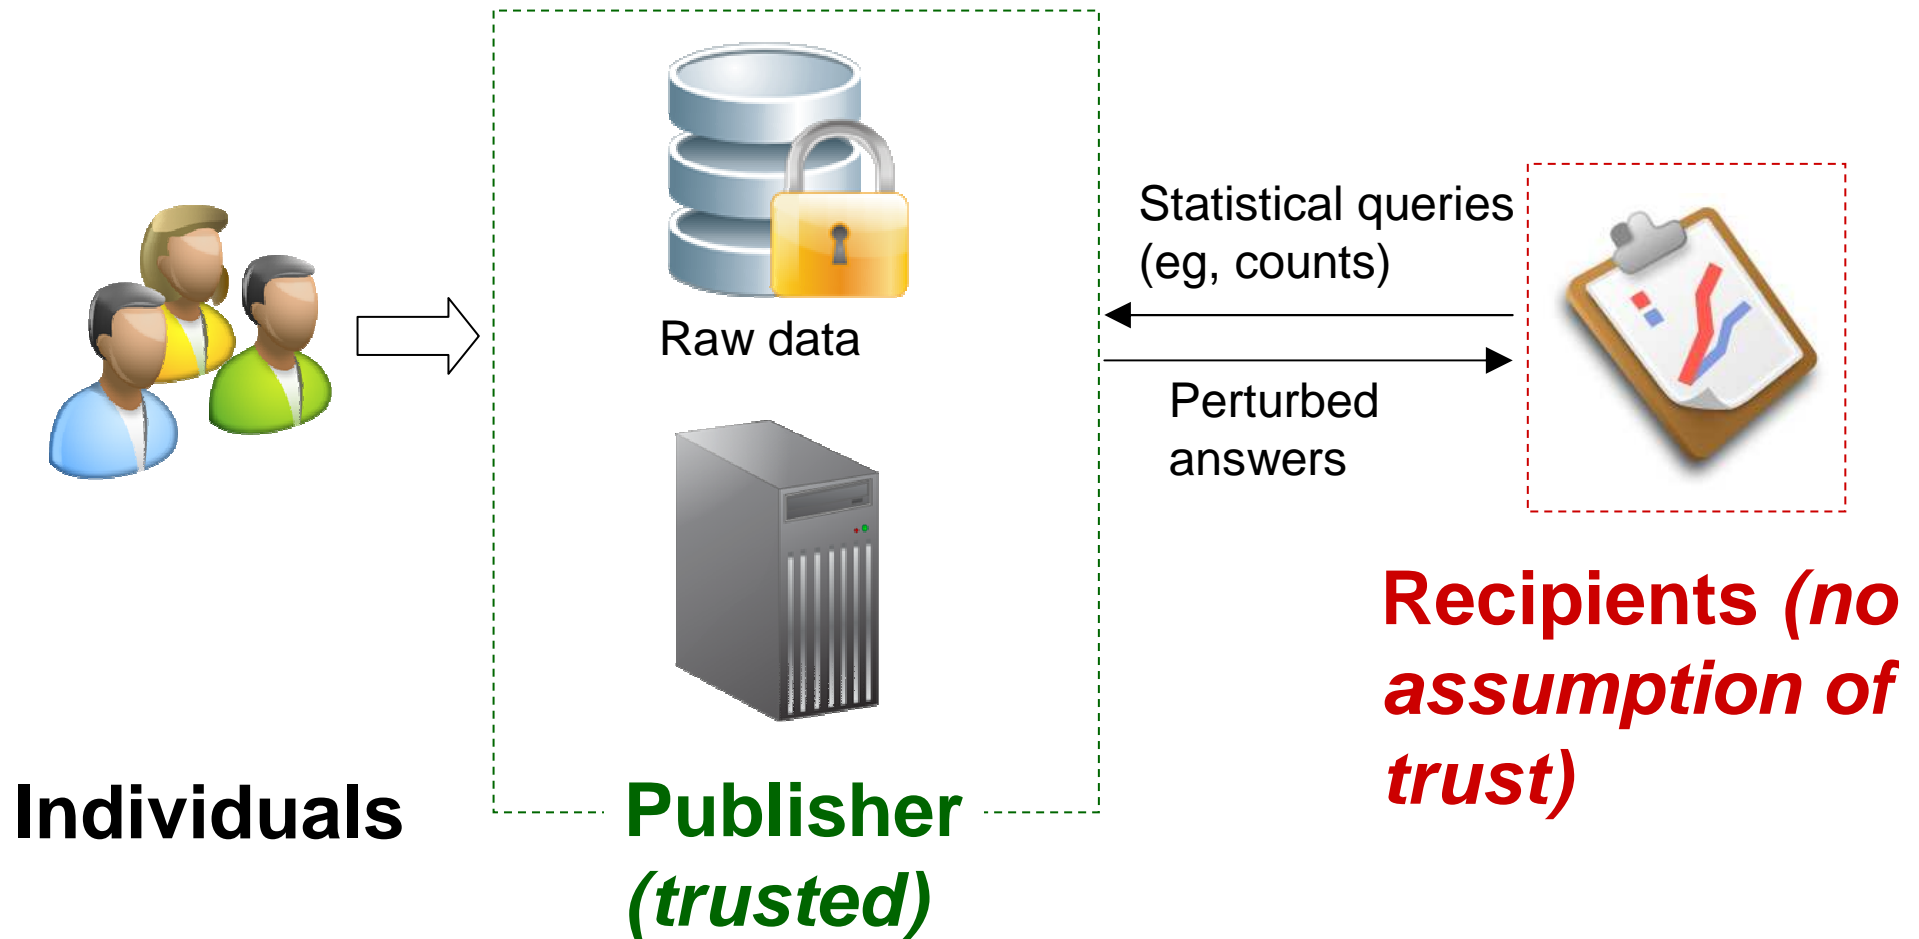 Statistical queries
(eg, counts)
Raw data
Perturbed
answers
Individuals
Publisher
(trusted)
Recipients (no
assumption of
trust)